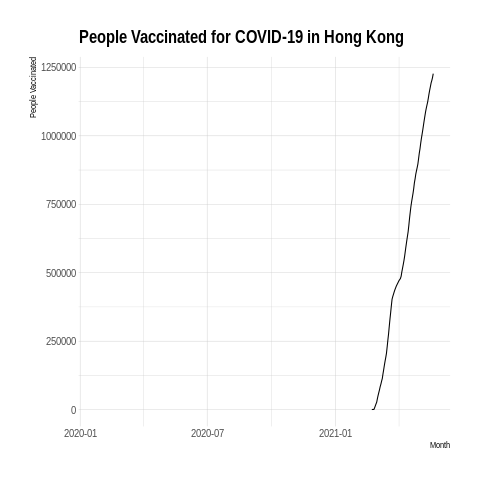 People Vaccinated for COVID-19 in Hong Kong
People Vaccinated
1250000
1000000
750000
500000
250000
0
2020-01 2020-07 2021-01
Month